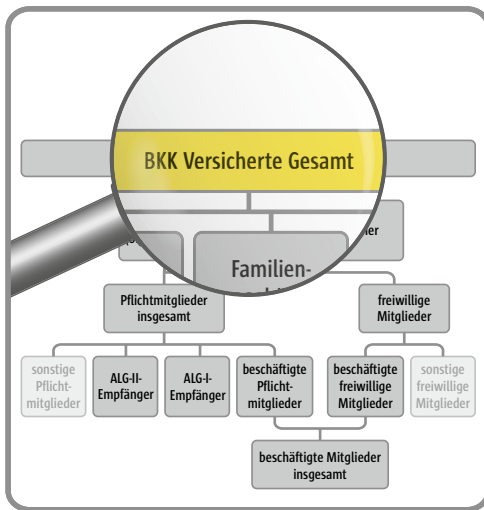 BKK Versicherte Gesamt
Familien-
Pflichtmitglieder
insgesamt
freiwillige
Mitglieder
sonstige
Pflicht-
mitglieder
ALG-II-
Empfänger
ALG-I-
Empfänger
beschäftigte
Pflicht-
mitglieder
beschäftigte
freiwillige
Mitglieder
sonstige
freiwillige
Mitglieder
beschäftigte Mitglieder
insgesamt